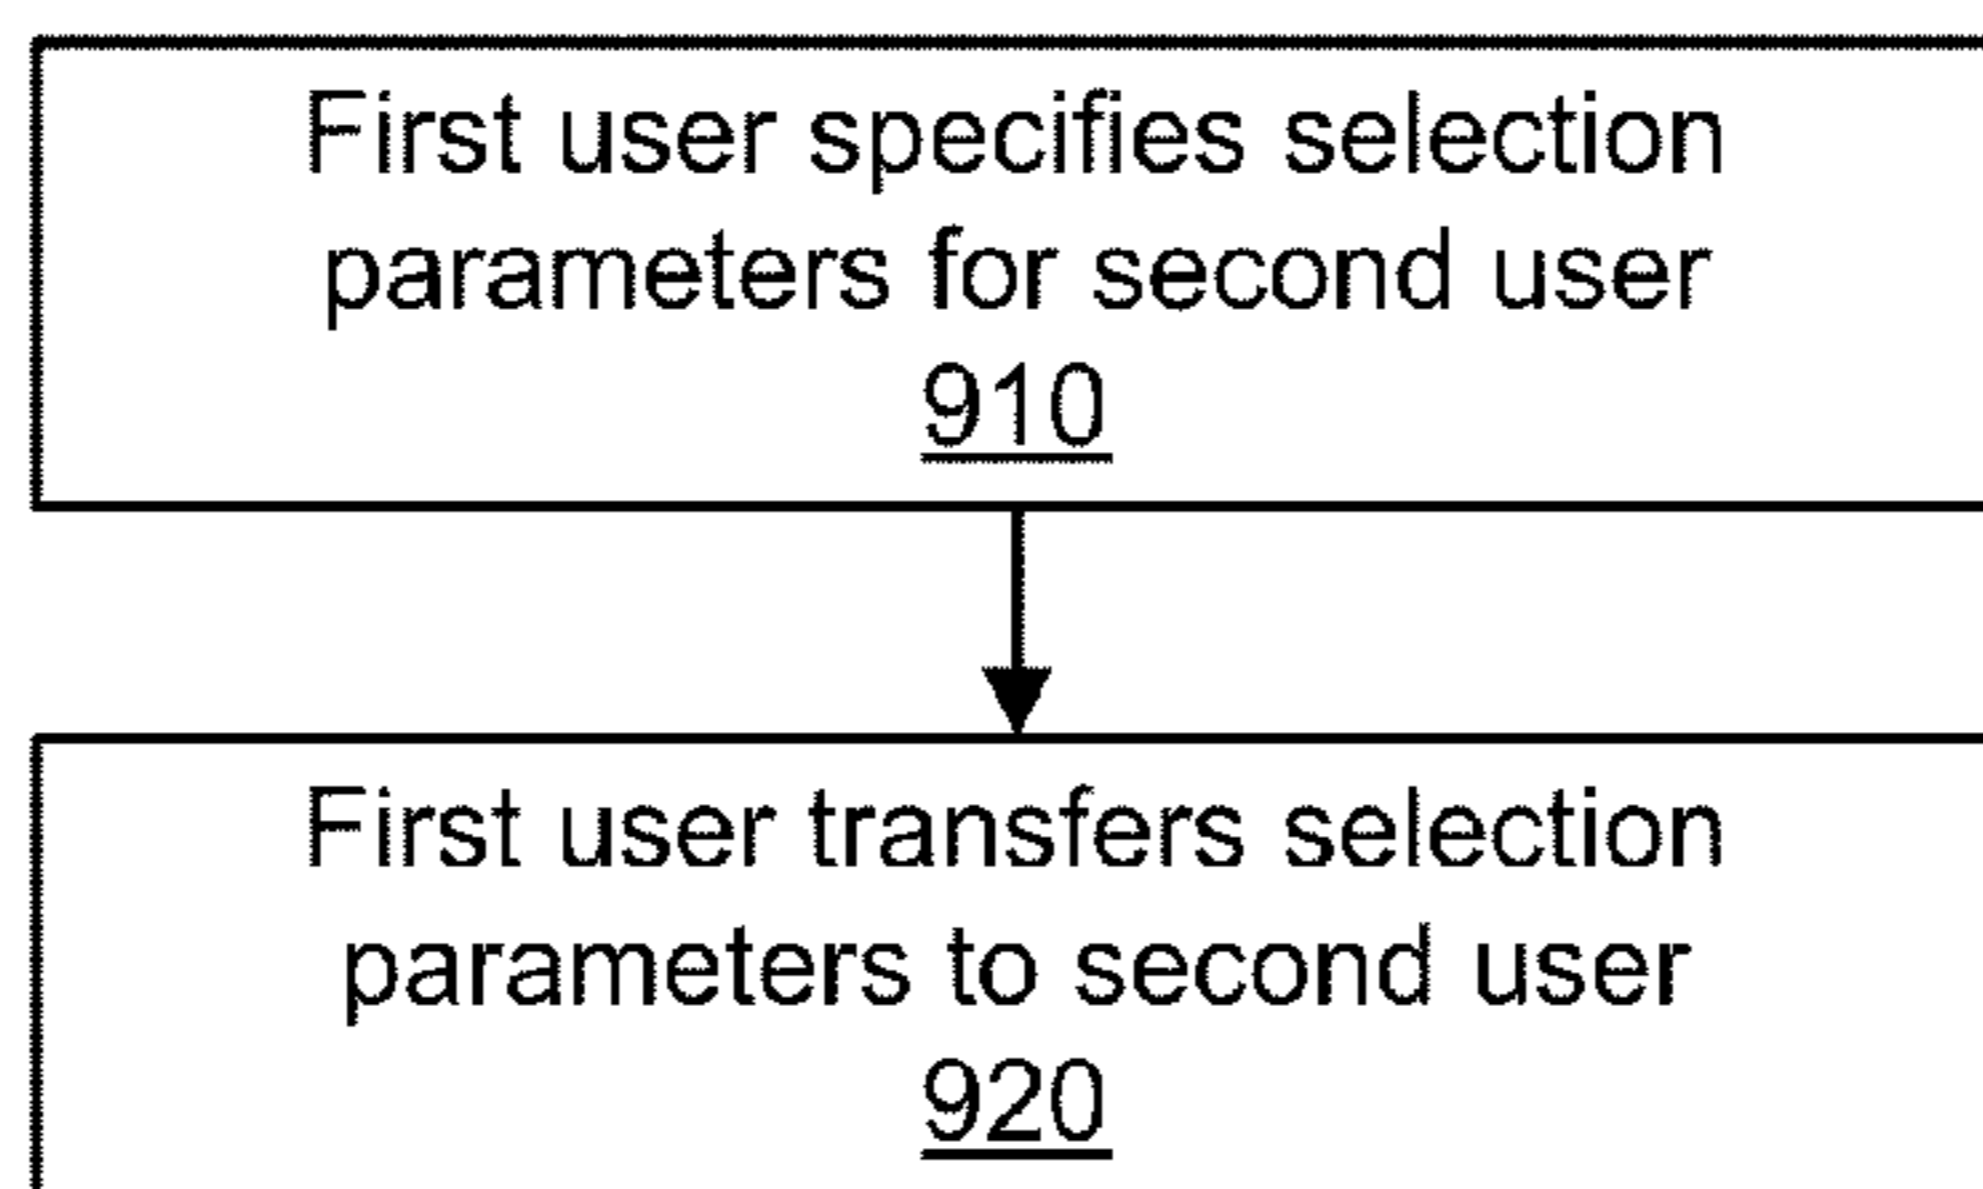 First user specifies selection
parameters for second user
910
First user transfers selection
parameters to second user
920